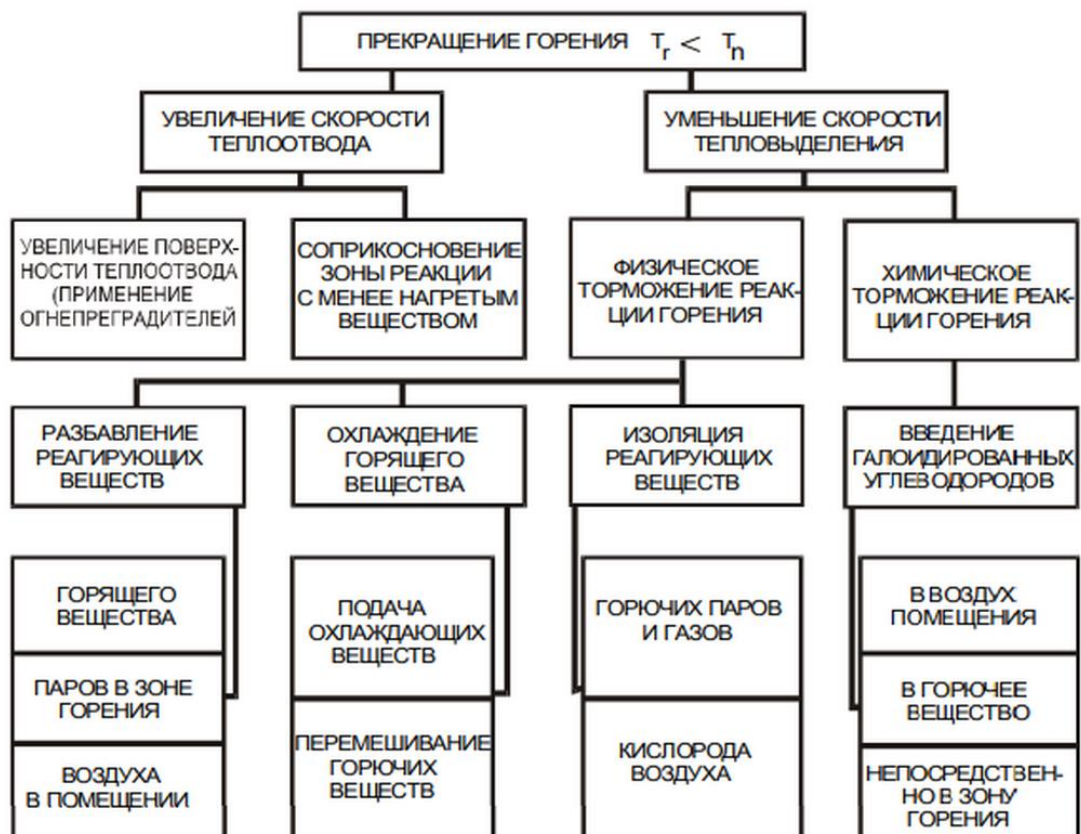 ПРЕКРАЩЕНИЕ ГОРЕНИЯ Tr < Tn
УВЕЛИЧЕНИЕ СКОРОСТИ
ТЕПЛООТВОДА
УМЕНЬШЕНИЕ СКОРОСТИ
ТЕПЛОВЫДЕЛЕНИЯ
УВЕЛИЧЕНИЕ ПОВЕРХ-
НОСТИ ТЕПЛООТВОДА
(ПРИМЕНЕНИЕ
ОГНЕПРЕГРАДИТЕЛЕЙ
СОПРИКОСНОВЕНИЕ
ЗОНЫ РЕАКЦИИ
С МЕНЕЕ НАГРЕТЫМ
ВЕЩЕСТВОМ
ФИЗИЧЕСКОЕ
ТОРМОЖЕНИЕ РЕАК-
ЦИИ ГОРЕНИЯ
ХИМИЧЕСКОЕ
ТОРМОЖЕНИЕ РЕАК-
ЦИИ ГОРЕНИЯ
РАЗБАВЛЕНИЕ
РЕАГИРУЮЩИХ
ВЕЩЕСТВ
ОХЛАЖДЕНИЕ
ГОРЯЩЕГО
ВЕЩЕСТВА
ИЗОЛЯЦИЯ
РЕАГИРУЮЩИХ
ВЕЩЕСТВ
ВВЕДЕНИЕ
ГАЛОИДИРОВАННЫХ
УГЛЕВОДОРОДОВ
ГОРЯЩЕГО
ВЕЩЕСТВА
ПАРОВ В ЗОНЕ
ГОРЕНИЯ
ВОЗДУХА
В ПОМЕЩЕНИИ
ПОДАЧА
ОХЛАЖДАЮЩИХ
ВЕЩЕСТВ
ПЕРЕМЕШИВАНИЕ
ГОРЮЧИХ
ВЕЩЕСТВ
ГОРЮЧИХ ПАРОВ
И ГАЗОВ
КИСЛОРОДА
ВОЗДУХА
В ВОЗДУХ
ПОМЕЩЕНИЯ
В ГОРЮЧЕЕ
ВЕЩЕСТВО
НЕПОСРЕДСТВЕН-
НО В ЗОНУ
ГОРЕНИЯ